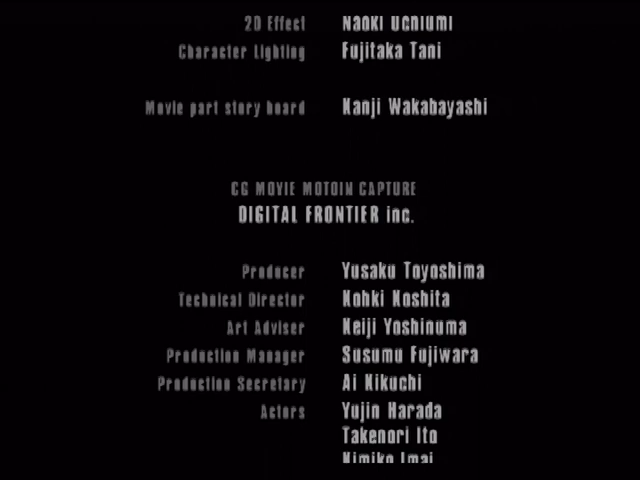 2D Effect Naoki Uchiumi
Character Lighting Fujitaka Tani
Movie part story board Kanji Wakabayashi
CG MOVIE MOTOIN CAPTURE
DIGITAL FRONTIER inc.
Producer Yusaku Toyoshima
Technical Director Kohki Koshita
Art Adviser Keiji Yoshinuma
Production Manager Susumu Fujiwara
Production Secretary Ai Kikuchi
Actors Yujin Harada
Takenori Ito
Nimiko Imai